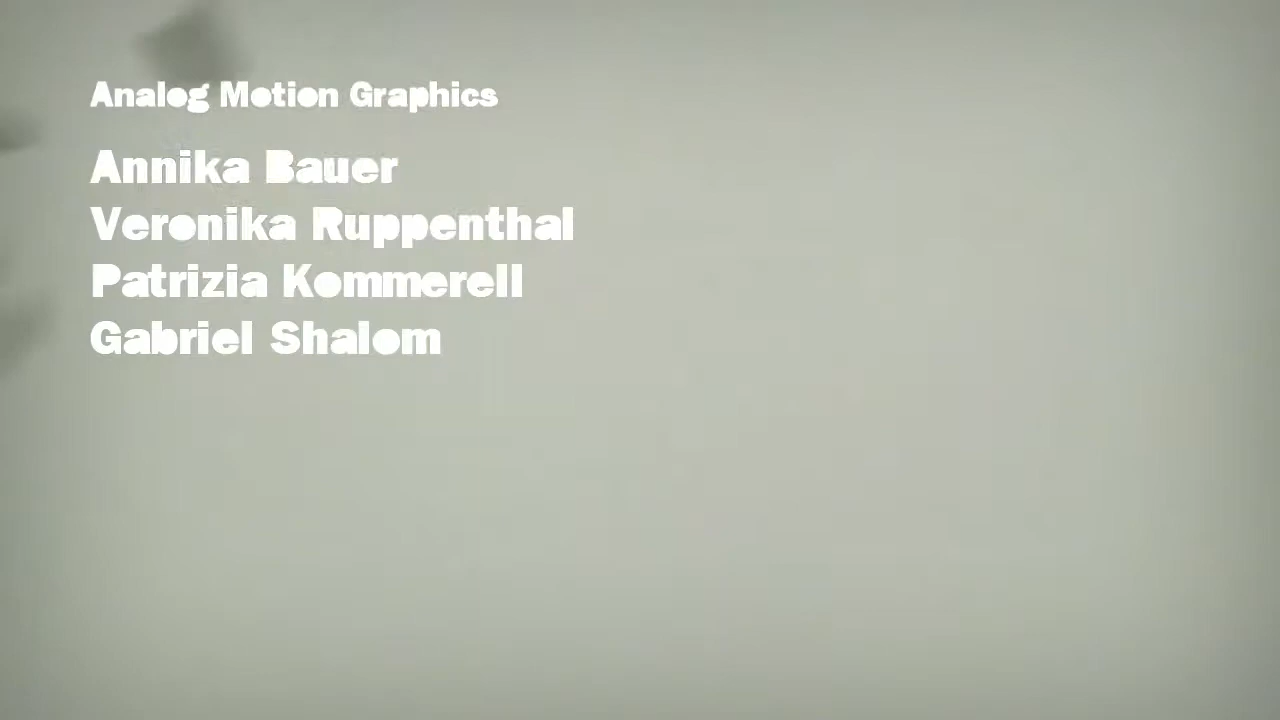 Analog Motion Graphics
Annika Bauer
Veronika Ruppenthal
Patrizia Kommerell
Gabriel Shalom